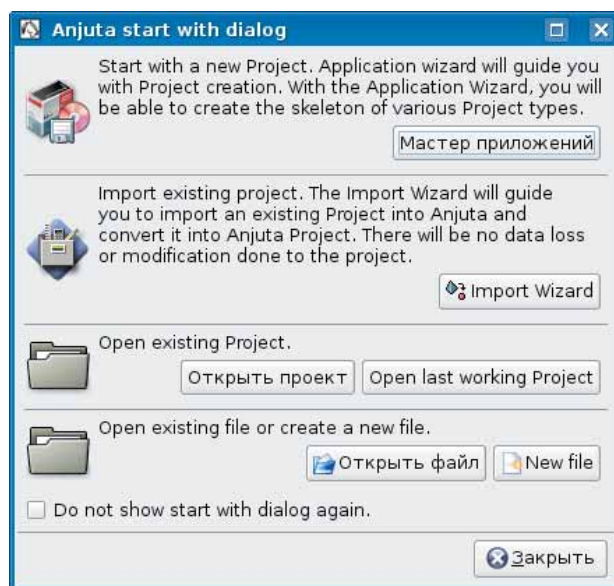 Anjuta start with dialog
Start with a new Project. Application wizard will guide you
with Project creation. With the Application Wizard, you will
be able to create the skeleton of various Project types.
Мастер приложений
Import existing project. The Import Wizard will guide
you to import an existing Project into Anjuta and
convert it into Anjuta Project. There will be no data loss
or modification done to the project.
Import Wizard
Open existing Project.
Открыть проект Open last working Project
Open existing file or create a new file.
Открыть файл New file
Do not show start with dialog again.
Закрыть